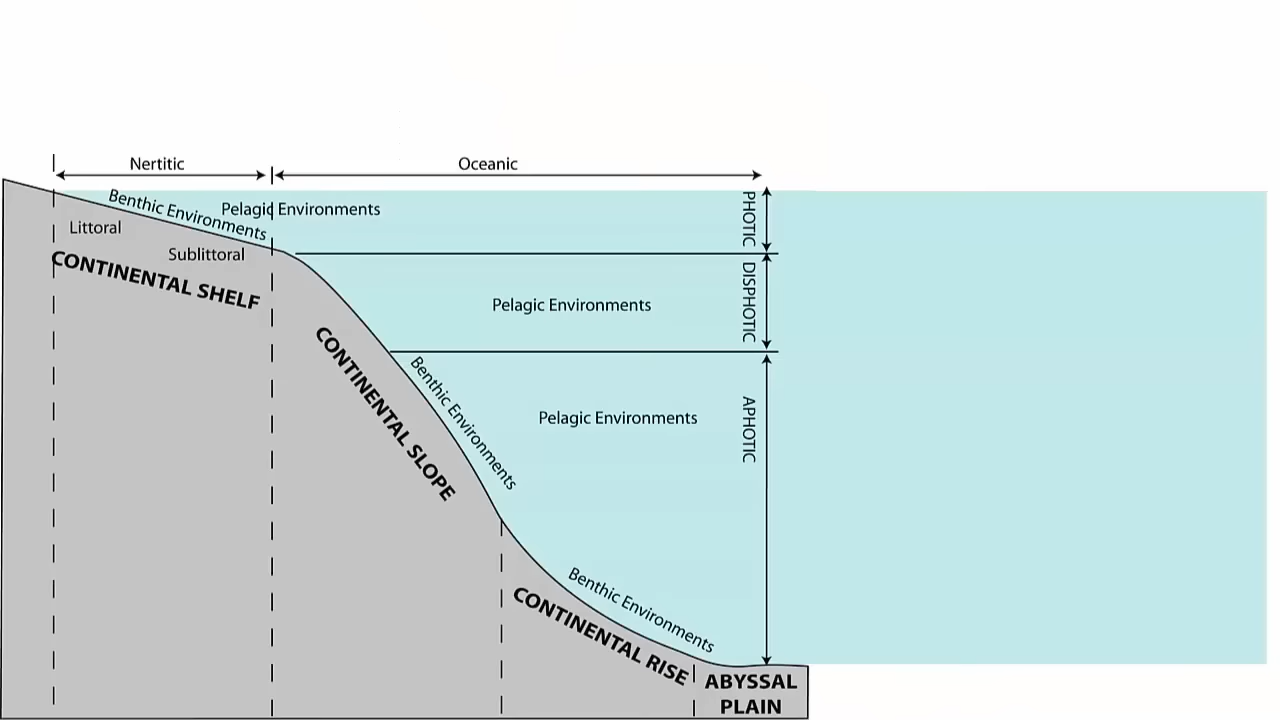 Nertitic
Oceanic
Benthic Environments
Pelagic Environments
PHOTIC
Littoral
Sublittoral
CONTINENTAL SHELF
DISPHOTIC
Pelagic Environments
CONTINENTAL SLOPE
Benthic Environments
Pelagic Environments
APHOTIC
Benthic Environments
CONTINENTAL RISE
ABYSSAL
PLAIN